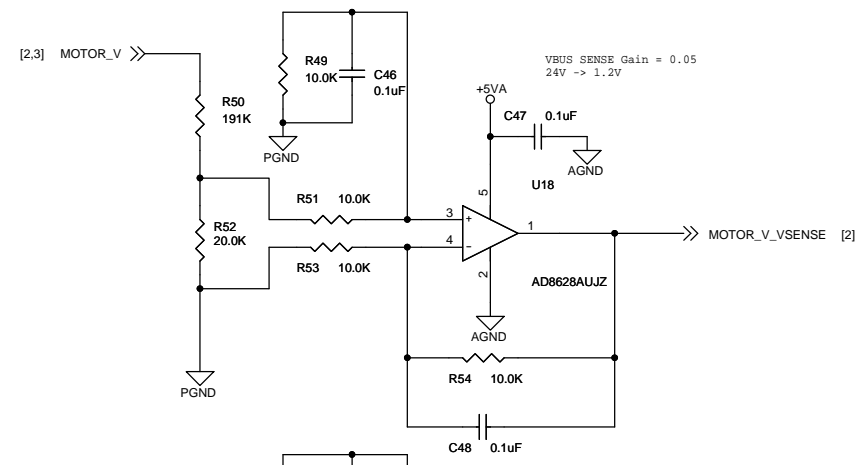 [2,3] MOTOR_V
R49
10.0K
C46
0.1uF
PGND
R50
191K
VBUS SENSE Gain = 0.05
24V -> 1.2V
+5VA
C47 0.1uF
AGND
U18
5
R51 10.0K
3
+
1
R52
20.0K
4
-
MOTOR_V_VSENSE [2]
R53 10.0K
2
AD8628AUJZ
AGND
R54 10.0K
PGND
C48 0.1uF